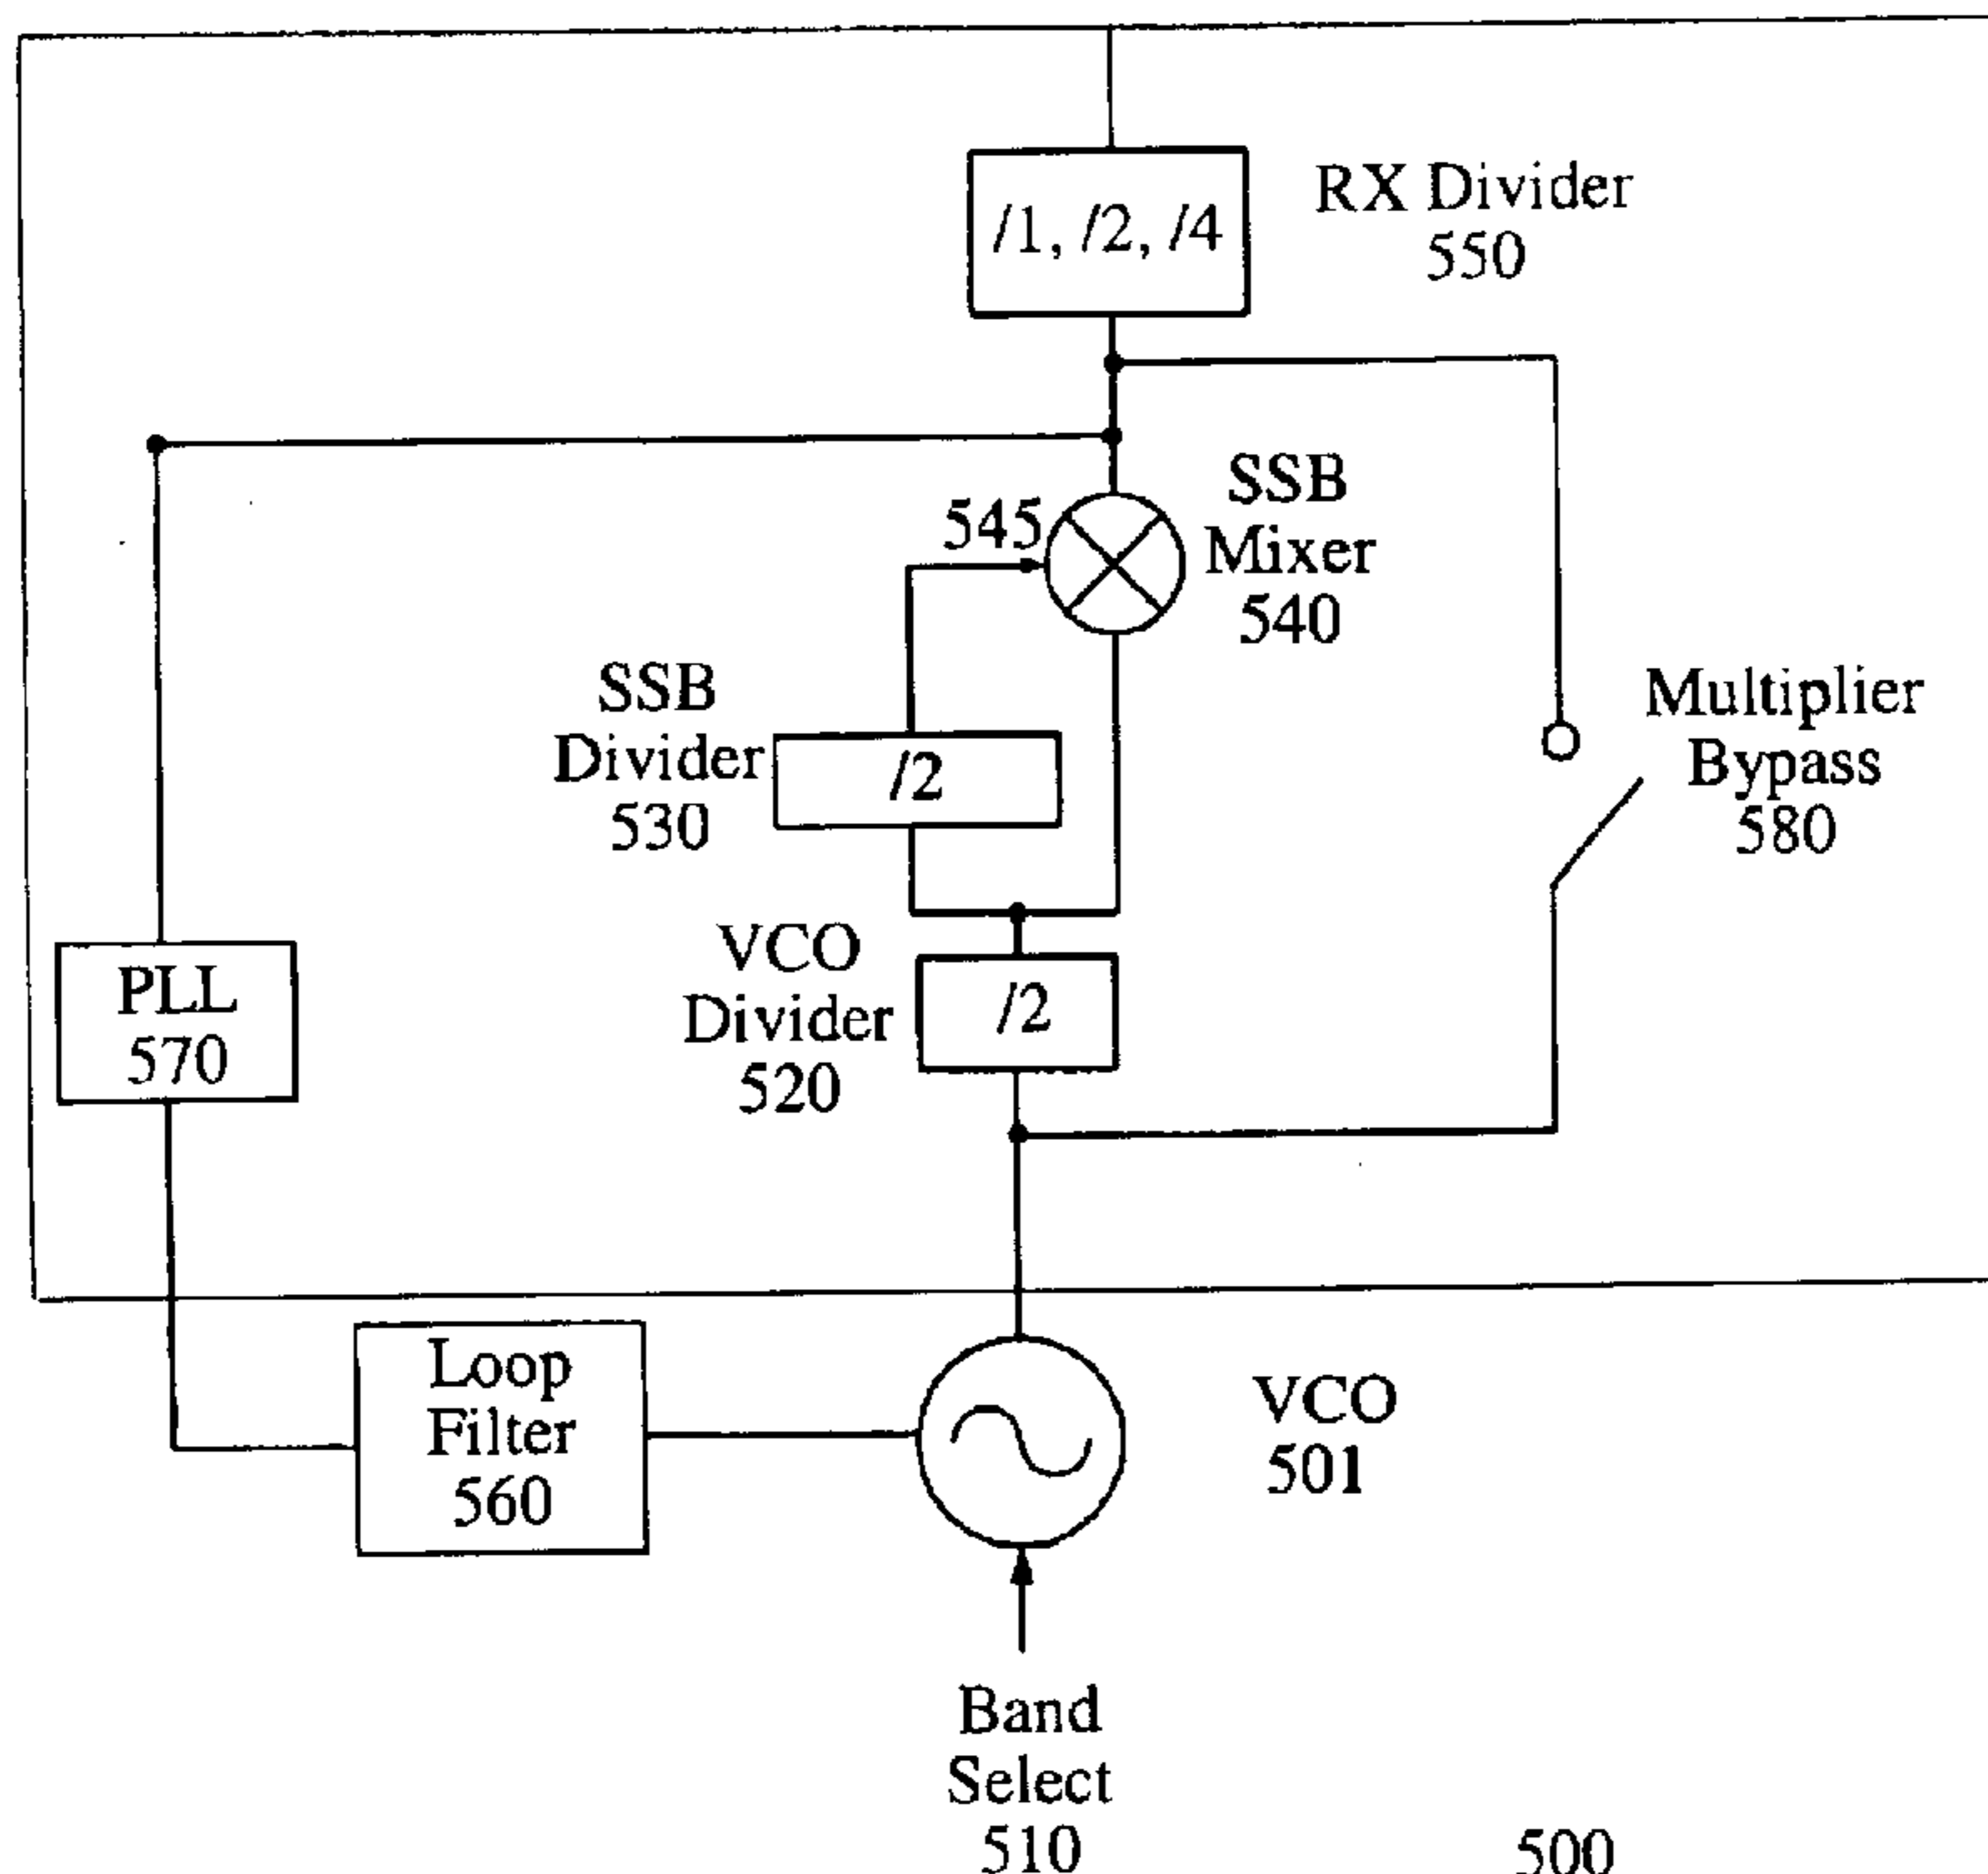 /1, /2, /4
RX Divider
550
545
SSB
Mixer
540
SSB
Divider
530
/2
Multiplier
Bypass
580
VCO
Divider
520
/2
PLL
570
Loop
Filter
560
VCO
501
Band
Select
510
500